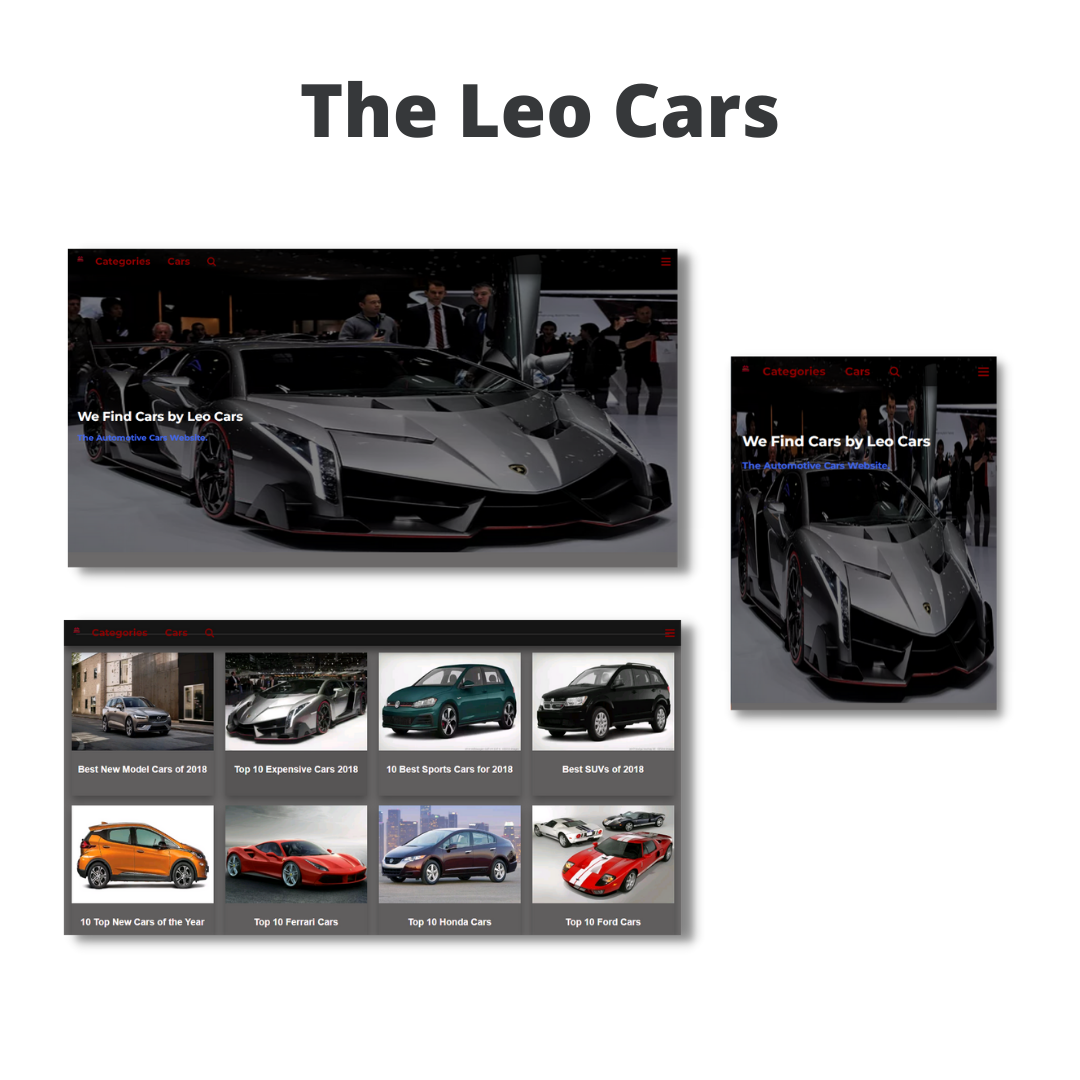 The Leo Cars
Categories Cars
We Find Cars by Leo Cars
The Automotive Cars Website.
Categories Cars
We Find Cars by Leo Cars
The Automotive Cars Website.
Categories Cars
Best New Model Cars of 2018
Top 10 Expensive Cars 2018
10 Best Sports Cars for 2018
Best SUVs of 2018
10 Top New Cars of the Year
Top 10 Ferrari Cars
Top 10 Honda Cars
Top 10 Ford Cars